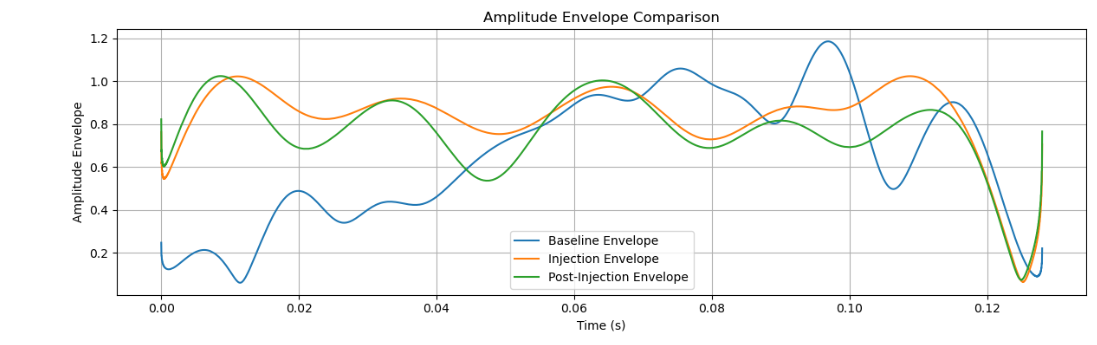 Amplitude Envelope Comparison
Amplitude Envelope
1.2
1.0
0.8
0.6
0.4
0.2
Baseline Envelope
Injection Envelope
Post-Injection Envelope
0.00 0.02 0.04 0.06 0.08 0.10 0.12
Time (s)